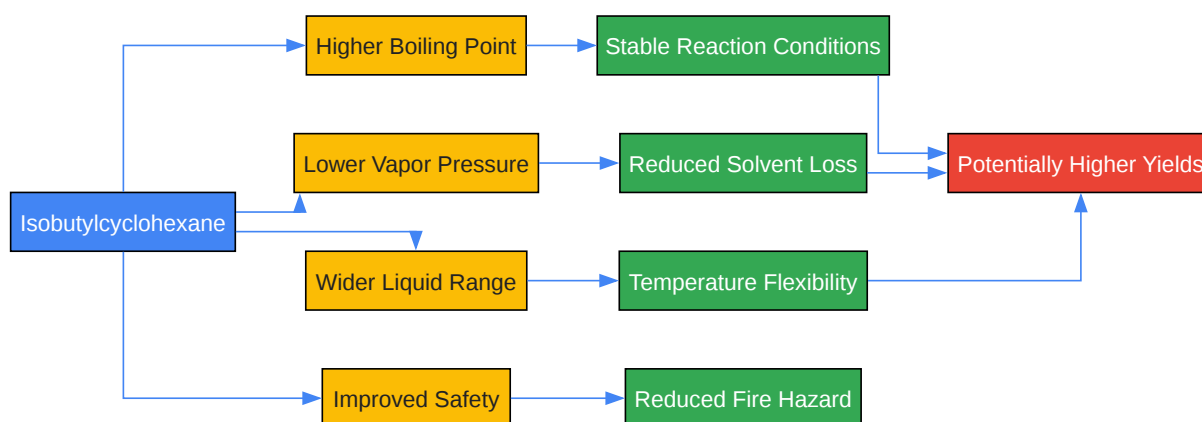 Higher Boiling Point
Stable Reaction Conditions
Lower Vapor Pressure
Reduced Solvent Loss
Potentially Higher Yields
Isobutylcyclohexane
Wider Liquid Range
Temperature Flexibility
Improved Safety
Reduced Fire Hazard